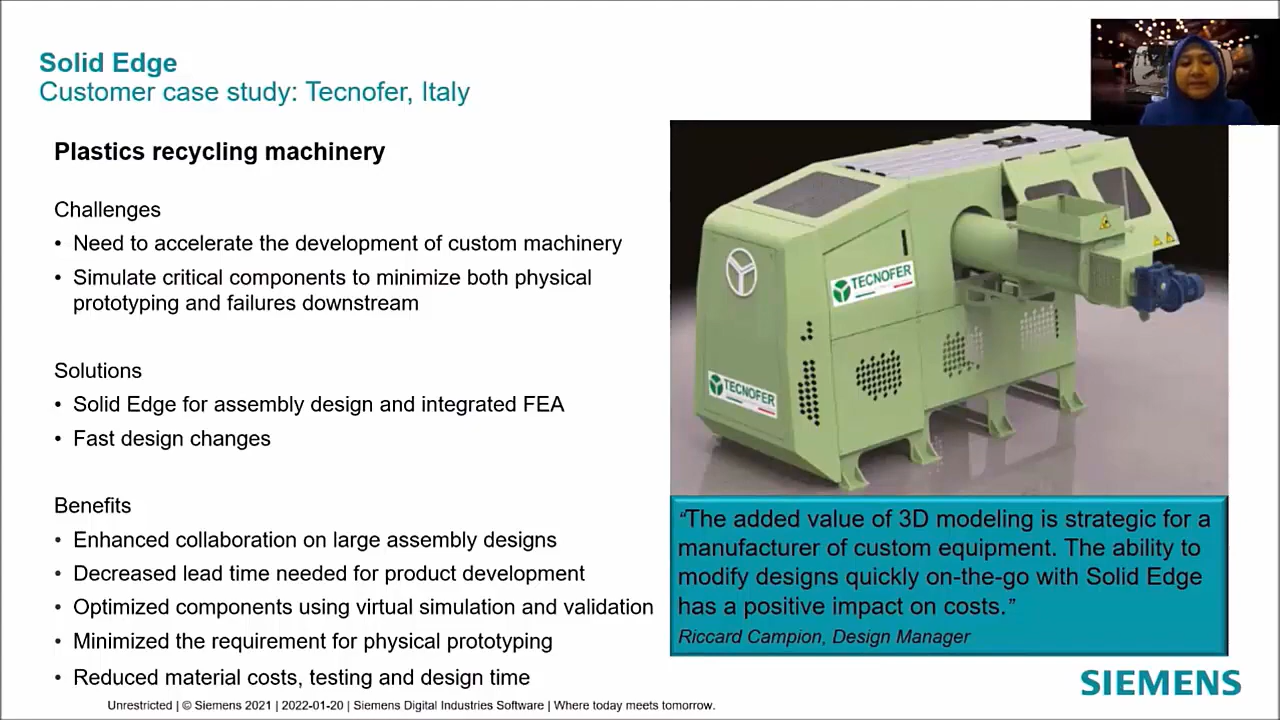 Solid Edge
Customer case study: Tecnofer, Italy
Plastics recycling machinery
Challenges
• Need to accelerate the development of custom machinery
• Simulate critical components to minimize both physical
prototyping and failures downstream
Solutions
• Solid Edge for assembly design and integrated FEA
• Fast design changes
Benefits
• Enhanced collaboration on large assembly designs
• Decreased lead time needed for product development
• Optimized components using virtual simulation and validation
• Minimized the requirement for physical prototyping
• Reduced material costs, testing and design time
TECNOFER
TECNOFER
“The added value of 3D modeling is strategic for a
manufacturer of custom equipment. The ability to
modify designs quickly on-the-go with Solid Edge
has a positive impact on costs.”
Riccard Campion, Design Manager
SIEMENS
Unrestricted | © Siemens 2021 | 2022-01-20 | Siemens Digital Industries Software | Where today meets tomorrow.